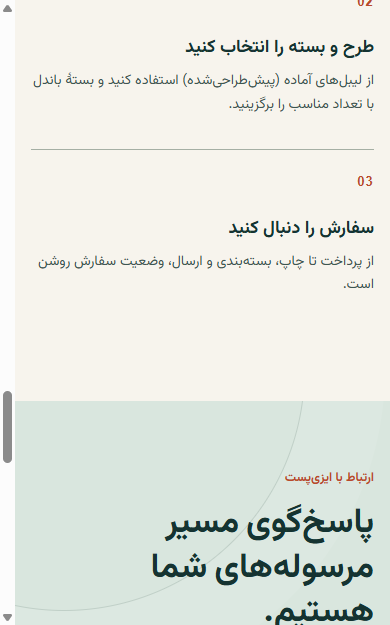 02
طرح و بسته را انتخاب کنید
از لیبل‌های آماده (پیش‌طراحی‌شده) استفاده کنید و بستهٔ باندل
با تعداد مناسب را برگزینید.
03
سفارش را دنبال کنید
از پرداخت تا چاپ، بسته‌بندی و ارسال، وضعیت سفارش روشن
است.
ارتباط با ایزی‌پست
پاسخ‌گوی مسیر
مرسوله‌های شما
هستیم.